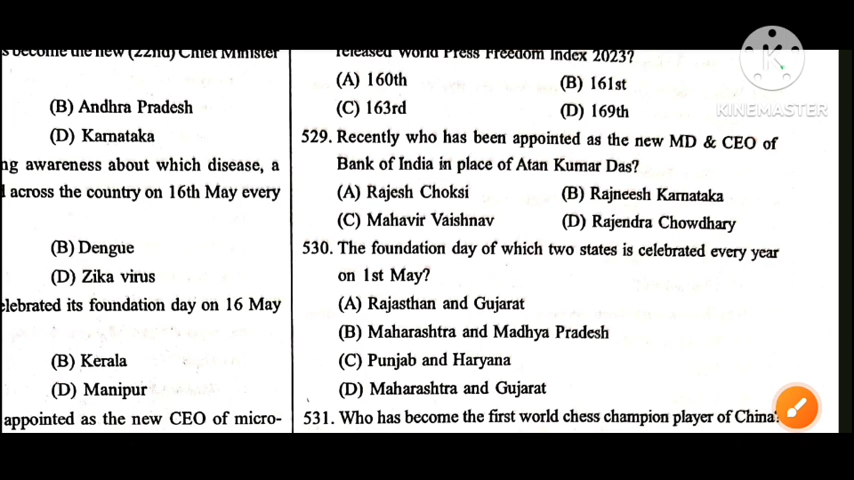 s become the new (22nd) Chief Minister
(B) Andhra Pradesh
(D) Karnataka
ng awareness about which disease, a
across the country on 16th May every
(B) Dengue
(D) Zika virus
elebrated its foundation day on 16 May
(B) Kerala
(D) Manipur
appointed as the new CEO of micro-
released World Press Freedom Index 2023?
(A) 160th
(B) 161st
(C) 163rd
(D) 169th
529. Recently who has been appointed as the new MD & CEO of
Bank of India in place of Atan Kumar Das?
(A) Rajesh Choksi
(B) Rajneesh Karnataka
(C) Mahavir Vaishnav
(D) Rajendra Chowdhary
530. The foundation day of which two states is celebrated every year
on 1st May?
(A) Rajasthan and Gujarat
(B) Maharashtra and Madhya Pradesh
(C) Punjab and Haryana
(D) Maharashtra and Gujarat
531. Who has become the first world chess champion player of China?
K
KINEMASTER